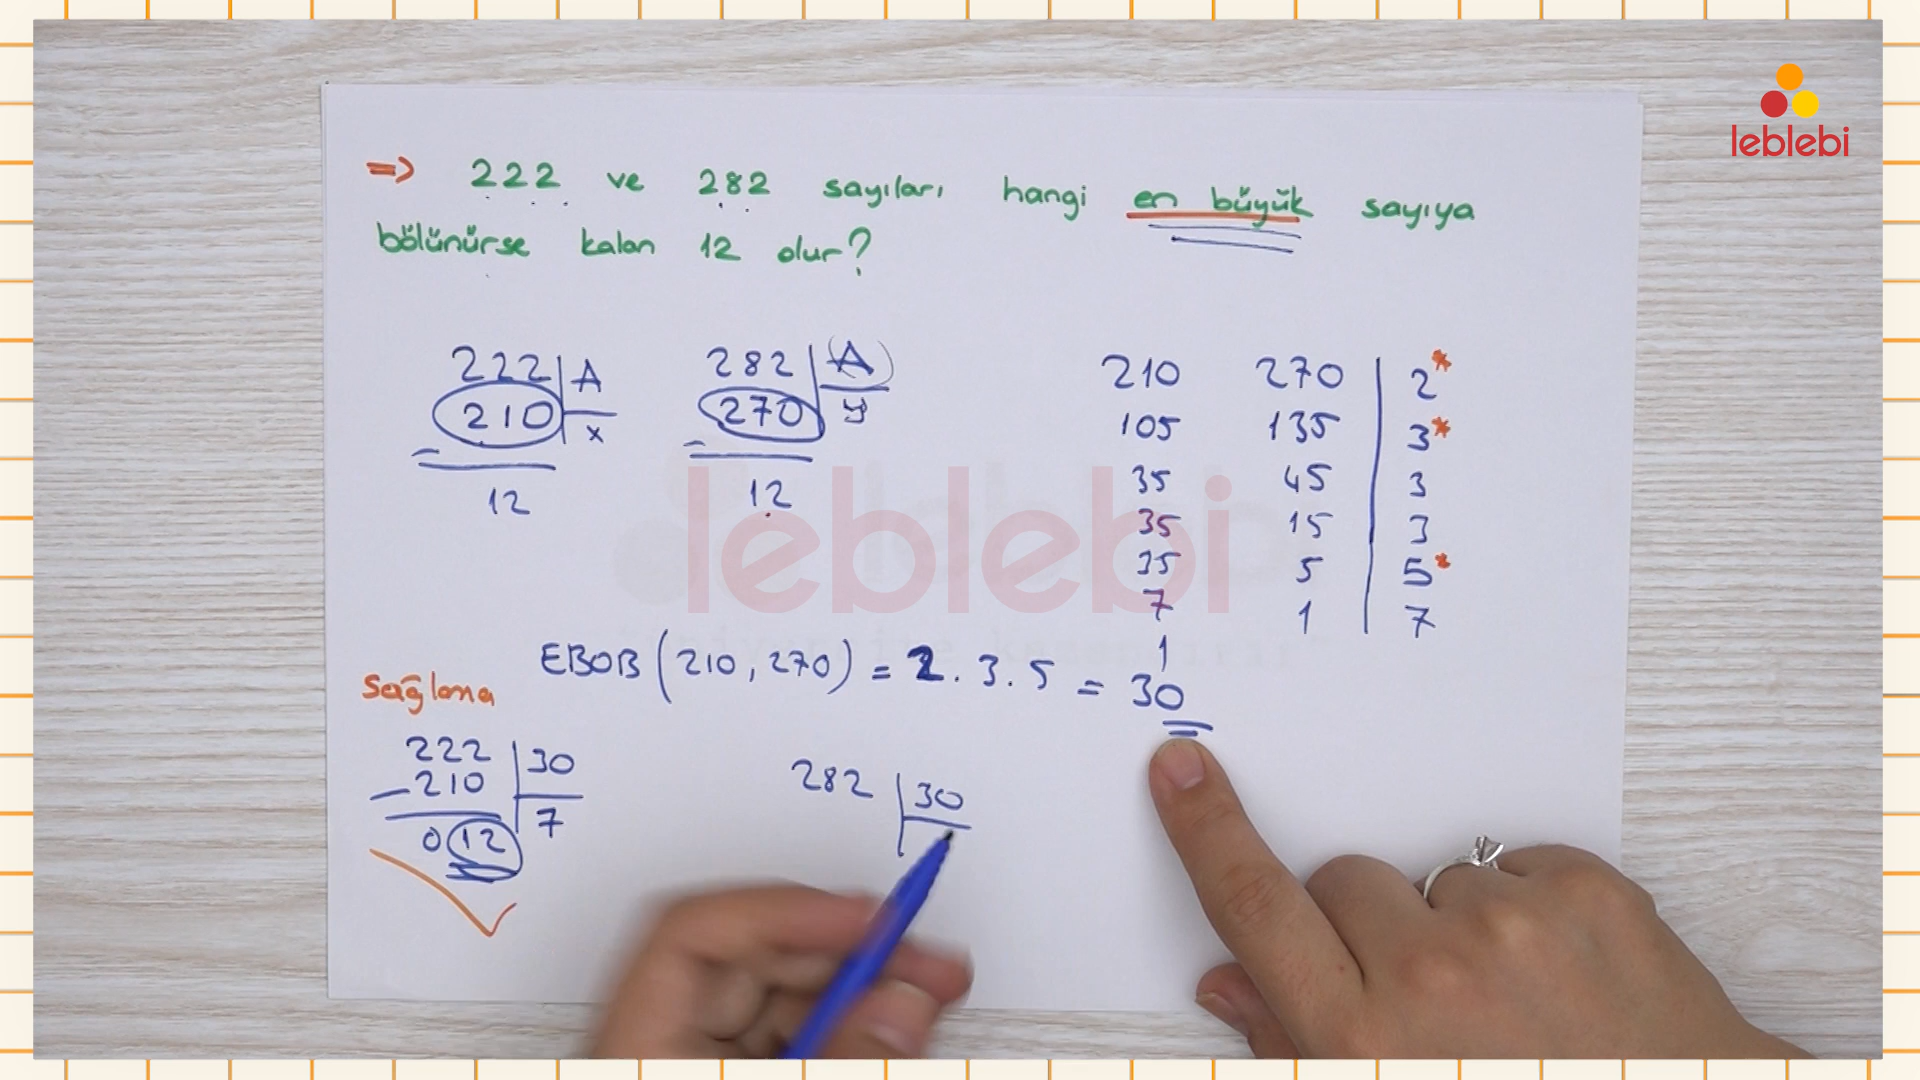 leblebi
=> 222 ve 282 sayıları hangi en büyük sayıya
bölünürse kalan 12 olur?
222 | A
210 | x
12
282 | A
270 | y
12
210 270 | 2*
105 135 | 3*
35 45 | 3
35 15 | 3
35 5 | 5*
7 1 | 7
1
leblebi
EBOB (210, 270) = 2. 3. 5 = 30
Sağlama
222 | 30
- 210 | 7
0 12
282 | 30